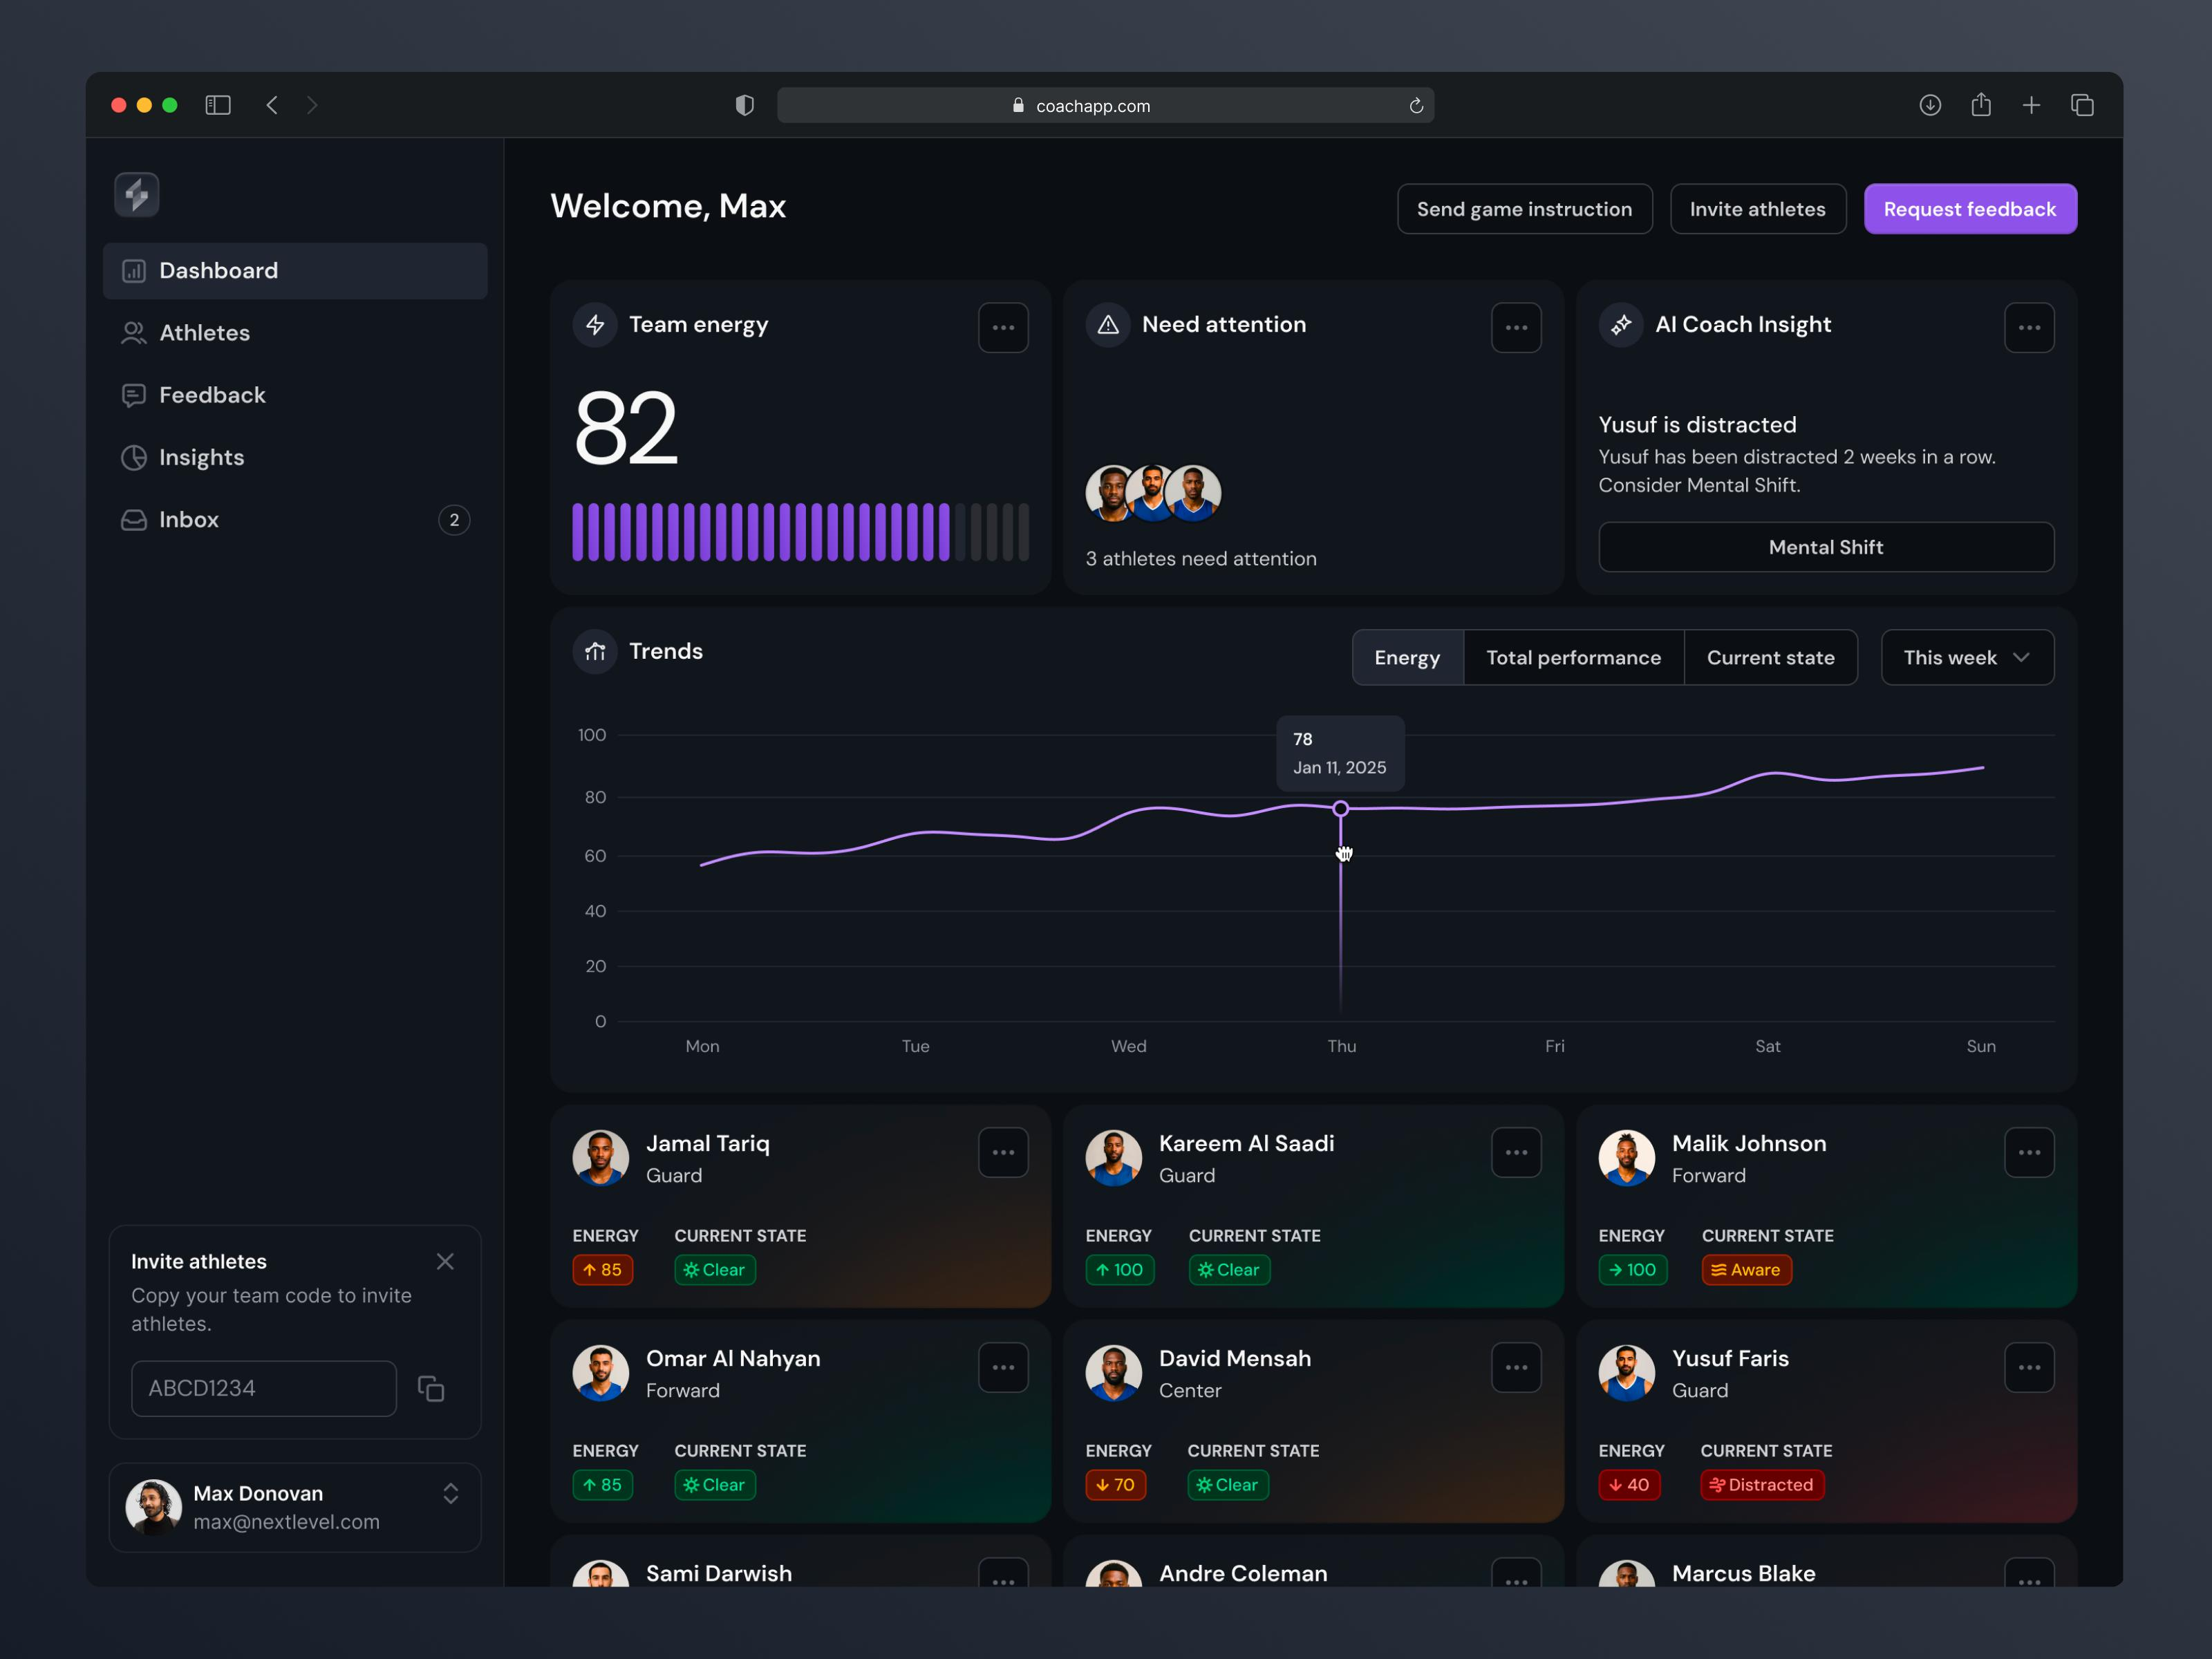 coachapp.com
Dashboard
Athletes
Feedback
Insights
Inbox
2
Invite athletes
Copy your team code to invite
athletes.
ABCD1234
Max Donovan
max@nextlevel.com
Welcome, Max
Send game instruction
Invite athletes
Request feedback
Team energy
82
Need attention
3 athletes need attention
AI Coach Insight
Yusuf is distracted
Yusuf has been distracted 2 weeks in a row.
Consider Mental Shift.
Mental Shift
Trends
Energy
Total performance
Current state
This week
100
80
60
40
20
0
78
Jan 11, 2025
Mon
Tue
Wed
Thu
Fri
Sat
Sun
Jamal Tariq
Guard
ENERGY
CURRENT STATE
85
Clear
Kareem Al Saadi
Guard
ENERGY
CURRENT STATE
100
Clear
Malik Johnson
Forward
ENERGY
CURRENT STATE
100
Aware
Omar Al Nahyan
Forward
ENERGY
CURRENT STATE
85
Clear
David Mensah
Center
ENERGY
CURRENT STATE
70
Clear
Yusuf Faris
Guard
ENERGY
CURRENT STATE
40
Distracted
Sami Darwish
Andre Coleman
Marcus Blake